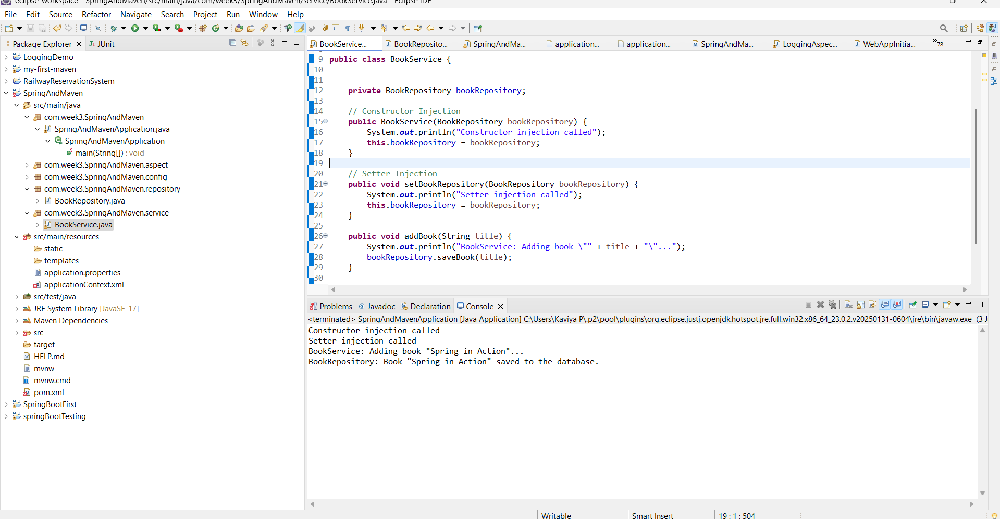 eclipse-workspace - SpringAndMaven/src/main/java/com/week3/SpringAndMaven/service/BookService.java - Eclipse IDE
File Edit Source Refactor Navigate Search Project Run Window Help
Package Explorer JUnit
LoggingDemo
my-first-maven
RailwayReservationSystem
SpringAndMaven
src/main/java
com.week3.SpringAndMaven
SpringAndMavenApplication.java
SpringAndMavenApplication
main(String[]) : void
com.week3.SpringAndMaven.aspect
com.week3.SpringAndMaven.config
com.week3.SpringAndMaven.repository
BookRepository.java
com.week3.SpringAndMaven.service
BookService.java
src/main/resources
static
templates
application.properties
applicationContext.xml
src/test/java
JRE System Library [JavaSE-17]
Maven Dependencies
src
target
HELP.md
mvnw
mvnw.cmd
pom.xml
SpringBootFirst
springBootTesting
BookService... BookReposito... SpringAndMa... application... application... SpringAndMa... LoggingAspec... WebAppInitia... »78
9 public class BookService {
10
11
12 private BookRepository bookRepository;
13
14 // Constructor Injection
15 public BookService(BookRepository bookRepository) {
16 System.out.println("Constructor injection called");
17 this.bookRepository = bookRepository;
18 }
19
20 // Setter Injection
21 public void setBookRepository(BookRepository bookRepository) {
22 System.out.println("Setter injection called");
23 this.bookRepository = bookRepository;
24 }
25
26 public void addBook(String title) {
27 System.out.println("BookService: Adding book \"" + title + "\"...");
28 bookRepository.saveBook(title);
29 }
30
Problems Javadoc Declaration Console
<terminated> SpringAndMavenApplication [Java Application] C:\Users\Kaviya P\.p2\pool\plugins\org.eclipse.justj.openjdk.hotspot.jre.full.win32.x86_64_23.0.2.v20250131-0604\jre\bin\javaw.exe (3 J
Constructor injection called
Setter injection called
BookService: Adding book "Spring in Action"...
BookRepository: Book "Spring in Action" saved to the database.
Writable Smart Insert 19 : 1 : 504